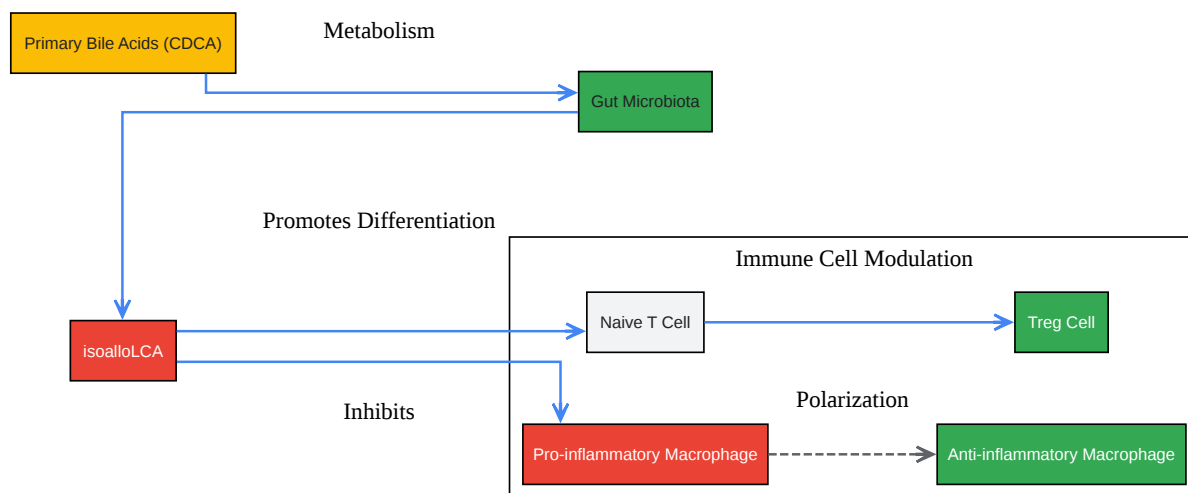 Metabolism
Primary Bile Acids (CDCA)
Gut Microbiota
Promotes Differentiation
Immune Cell Modulation
Naive T Cell
Treg Cell
isoalloLCA
Inhibits
Polarization
Pro-inflammatory Macrophage
Anti-inflammatory Macrophage